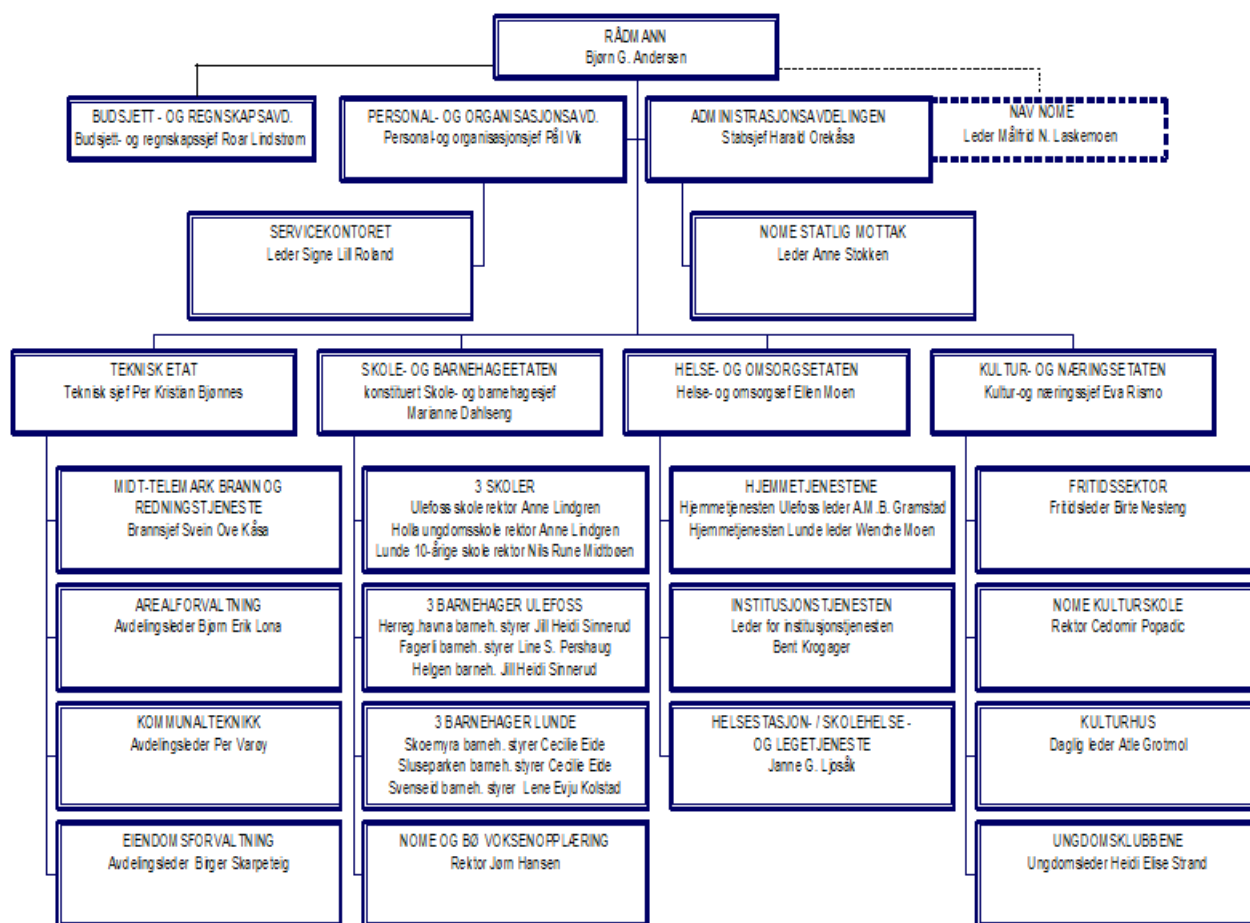 RÅDMANN
Bjørn G. Andersen
BUDSJETT - OG REGNSKAPSAVD.
Budsjett- og regnskapssjef Roar Lindstrøm
PERSONAL- OG ORGANISASJONSAVD.
Personal-og organisasjonsjef Pål Vik
ADMINISTRASJONSAVDELINGEN
Stabsjef Harald Orekåsa
NAV NOME
Leder Målfrid N. Laskemoen
SERVICEKONTORET
Leder Signe Lill Roland
NOME STATLIG MOTTAK
Leder Anne Stokken
TEKNISK ETAT
Teknisk sjef Per Kristian Bjønnes
SKOLE- OG BARNEHAGEETATEN
konstituert Skole- og barnehagesjef
Marianne Dahlseng
HELSE- OG OMSORGSETATEN
Helse- og omsorgsef Ellen Moen
KULTUR- OG NÆRINGSETATEN
Kultur-og næringssjef Eva Rismo
MIDT-TELEMARK BRANN OG
REDNINGSTJENESTE
Brannsjef Svein Ove Kåsa
AREALFORVALTNING
Avdelingsleder Bjørn Erik Lona
KOMMUNALTEKNIKK
Avdelingsleder Per Varøy
EIENDOMSFORVALTNING
Avdelingsleder Birger Skarpeteig
3 SKOLER
Ulefoss skole rektor Anne Lindgren
Holla ungdomsskole rektor Anne Lindgren
Lunde 10-årige skole rektor Nils Rune Midtbøen
3 BARNEHAGER ULEFOSS
Herreg.havna barneh. styrer Jill Heidi Sinnerud
Fagerli barneh. styrer Line S. Pershaug
Helgen barneh. Jill Heidi Sinnerud
3 BARNEHAGER LUNDE
Skoemyra barneh. styrer Cecilie Eide
Sluseparken barneh. styrer Cecilie Eide
Svenseid barneh. styrer Lene Evju Kolstad
NOME OG BØ VOKSENOPPLÆRING
Rektor Jørn Hansen
HJEMMETJENESTENE
Hjemmetjenesten Ulefoss leder A.M.B. Gramstad
Hjemmetjenesten Lunde leder Wenche Moen
INSTITUSJONSTJENESTEN
Leder for institusjonstjenesten
Bent Krogager
HELSESTASJON- / SKOLEHELSE -
OG LEGETJENESTE
Janne G. Ljosåk
FRITIDSSEKTOR
Fritidsleder Birte Nesteng
NOME KULTURSKOLE
Rektor Cedomir Popadic
KULTURHUS
Daglig leder Atle Grotmol
UNGDOMSKLUBBENE
Ungdomsleder Heidi Elise Strand